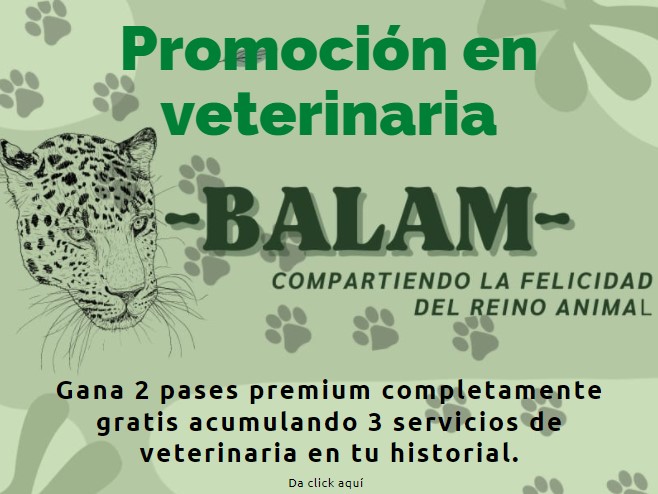 Promoción en
veterinaria
-BALAM-
COMPARTIENDO LA FELICIDAD
DEL REINO ANIMAL
Gana 2 pases premium completamente
gratis acumulando 3 servicios de
veterinaria en tu historial.
Da click aquí